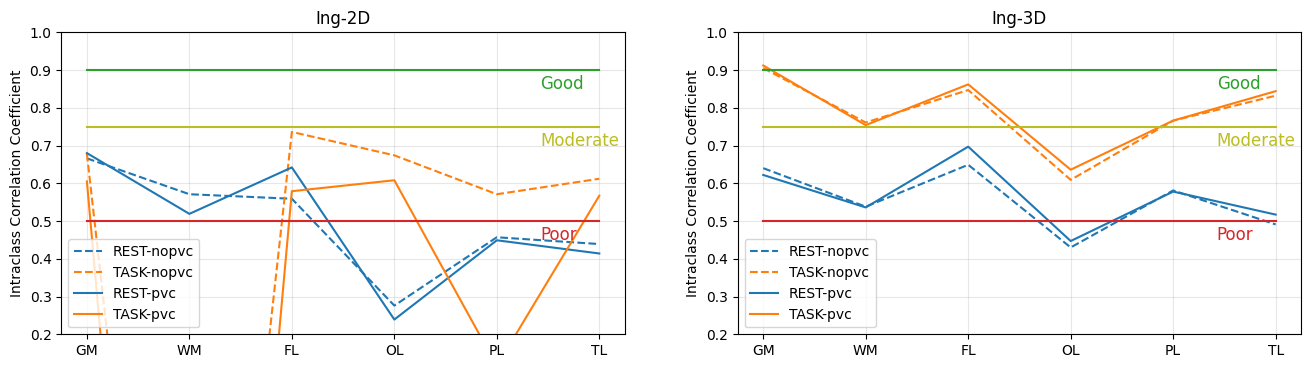 Ing-2D
Intraclass Correlation Coefficient
1.0
0.9
0.8
0.7
0.6
0.5
0.4
0.3
0.2
Good
Moderate
Poor
REST-nopvc
TASK-nopvc
REST-pvc
TASK-pvc
GM WM FL OL PL TL
Ing-3D
Intraclass Correlation Coefficient
1.0
0.9
0.8
0.7
0.6
0.5
0.4
0.3
0.2
Good
Moderate
Poor
REST-nopvc
TASK-nopvc
REST-pvc
TASK-pvc
GM WM FL OL PL TL